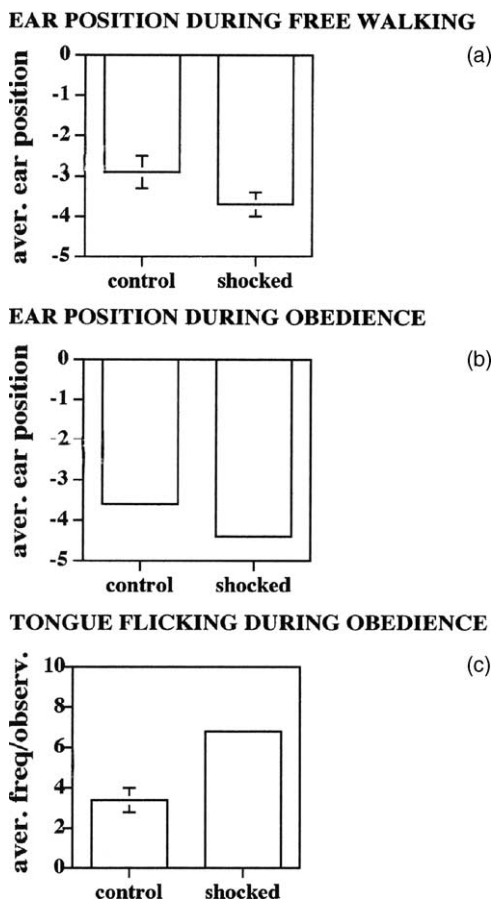 EAR POSITION DURING FREE WALKING
(a)
aver. ear position
0
-1
-2
-3
-4
-5
control shocked
EAR POSITION DURING OBEDIENCE
(b)
aver. ear position
0
-1
-2
-3
-4
-5
control shocked
TONGUE FLICKING DURING OBEDIENCE
(c)
aver. freq/observ.
10
8
6
4
2
0
control shocked